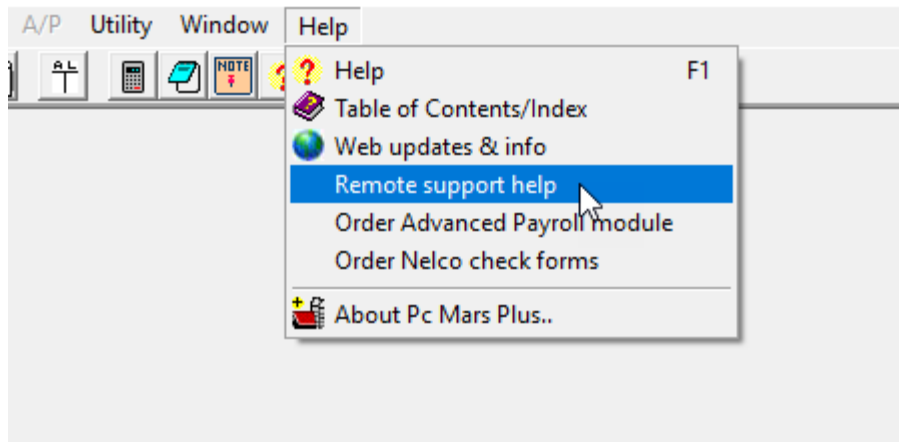 A/P Utility Window Help
A L
NOTE
? Help F1
Table of Contents/Index
Web updates & info
Remote support help
Order Advanced Payroll module
Order Nelco check forms
About Pc Mars Plus..